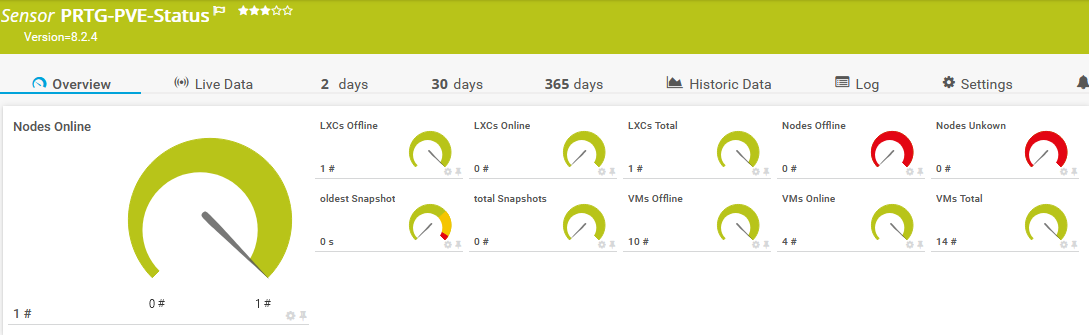 Sensor PRTG-PVE-Status
Version=8.2.4
Overview Live Data 2 days 30 days 365 days Historic Data Log Settings
Nodes Online
0 # 1 #
1 #
LXCs Offline
1 #
LXCs Online
0 #
LXCs Total
1 #
Nodes Offline
0 #
Nodes Unkown
0 #
oldest Snapshot
0 s
total Snapshots
0 #
VMs Offline
10 #
VMs Online
4 #
VMs Total
14 #